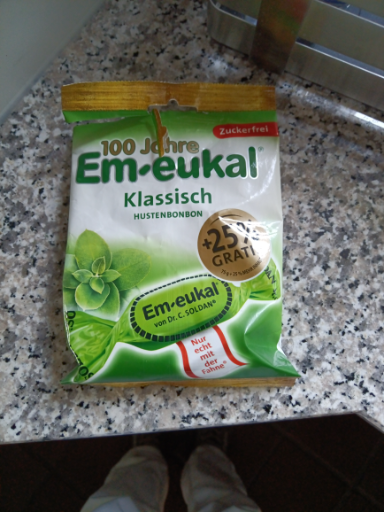 Zuckerfrei
100 Jahre
Em-eukal®
Klassisch
HUSTENBONBON
+25%
GRATIS
Em-eukal®
von Dr. C. SOLDAN®
Nur
echt
mit
der
Fahne®